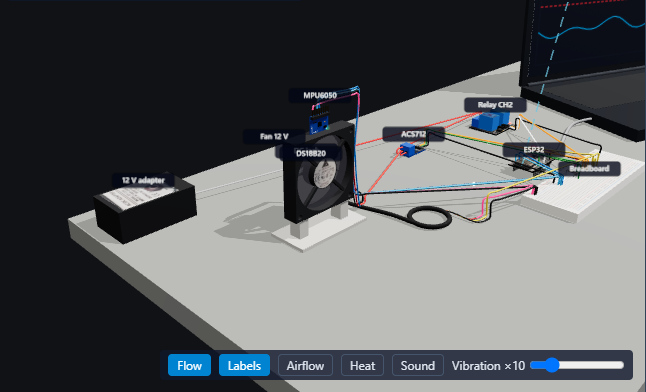 MPU6050
Relay CH2
Fan 12 V
ACS712
DS18B20
ESP32
Breadboard
12 V adapter
Flow
Labels
Airflow
Heat
Sound
Vibration ×10